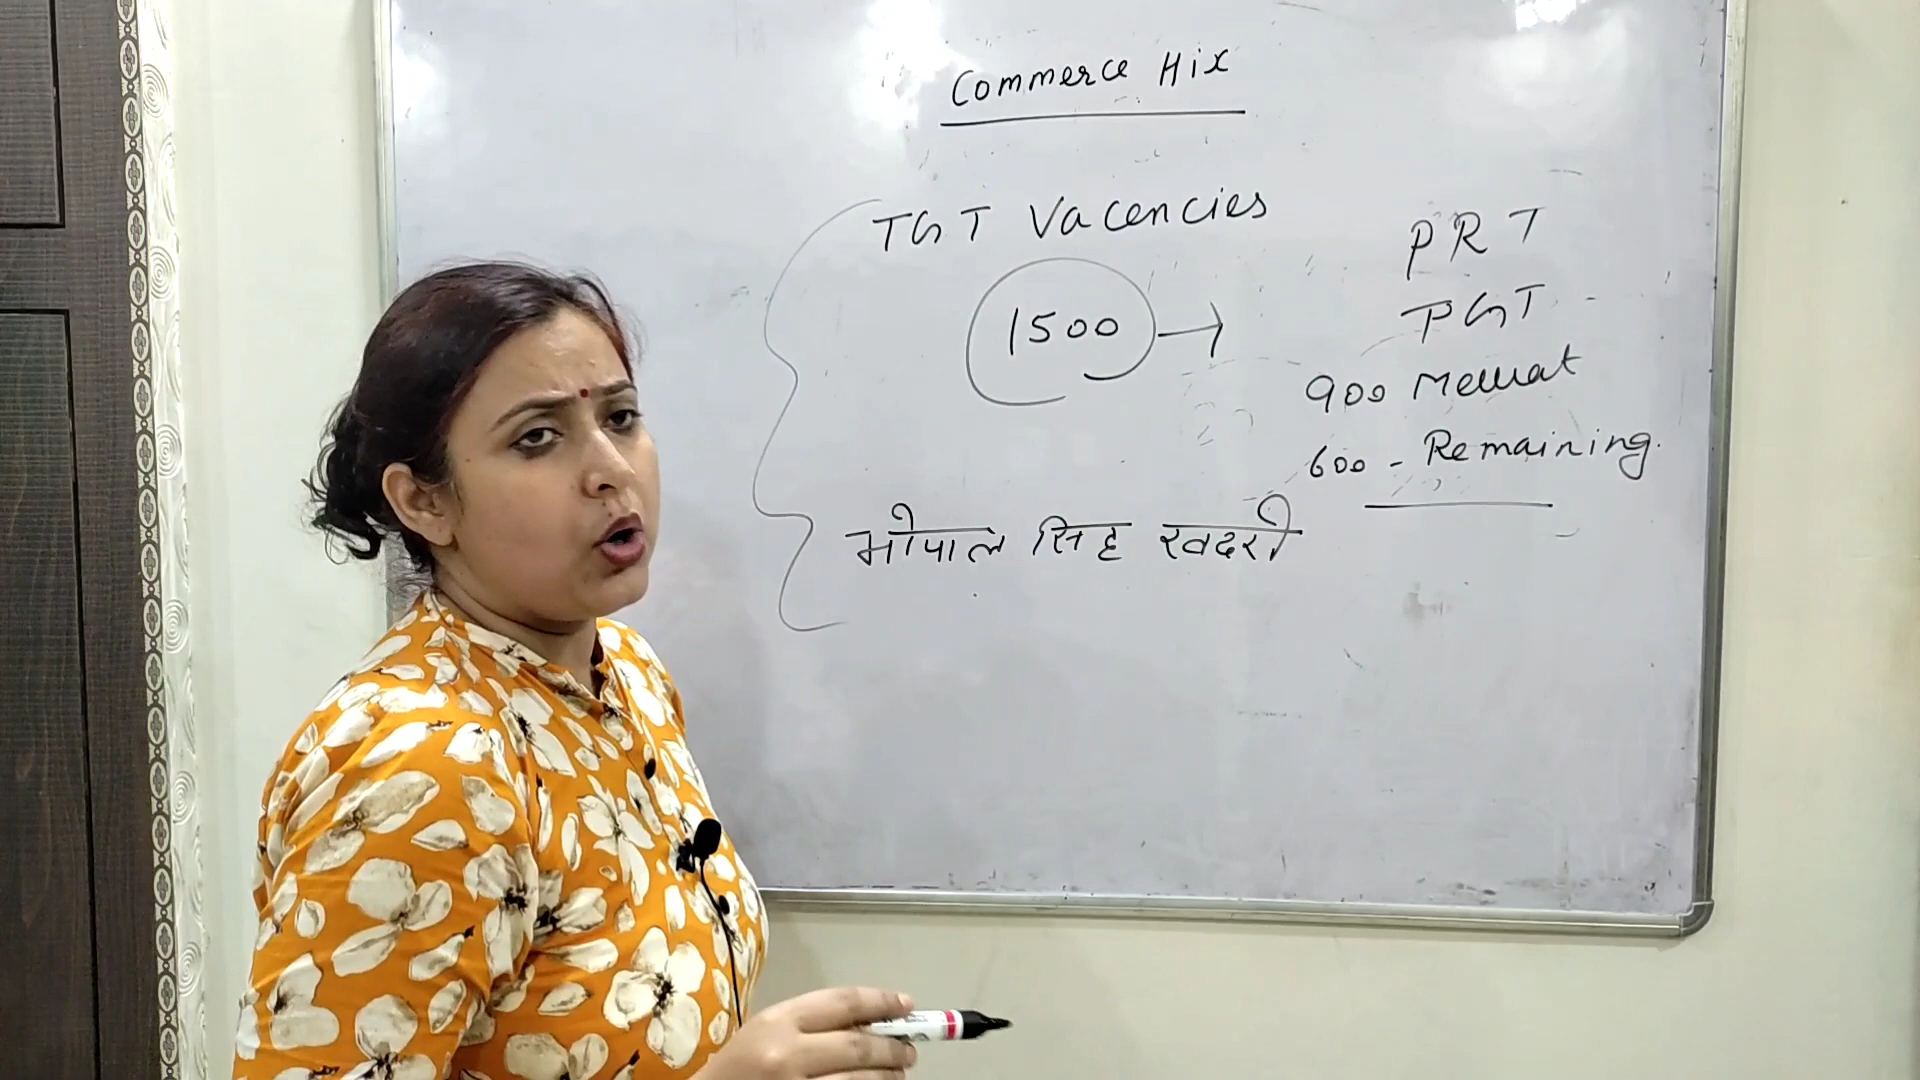 Commerce Hix
TGT Vacencies
1500 →
PRT
PGT
900 Mewat
600 - Remaining.
भोपाल सिंह खदरी